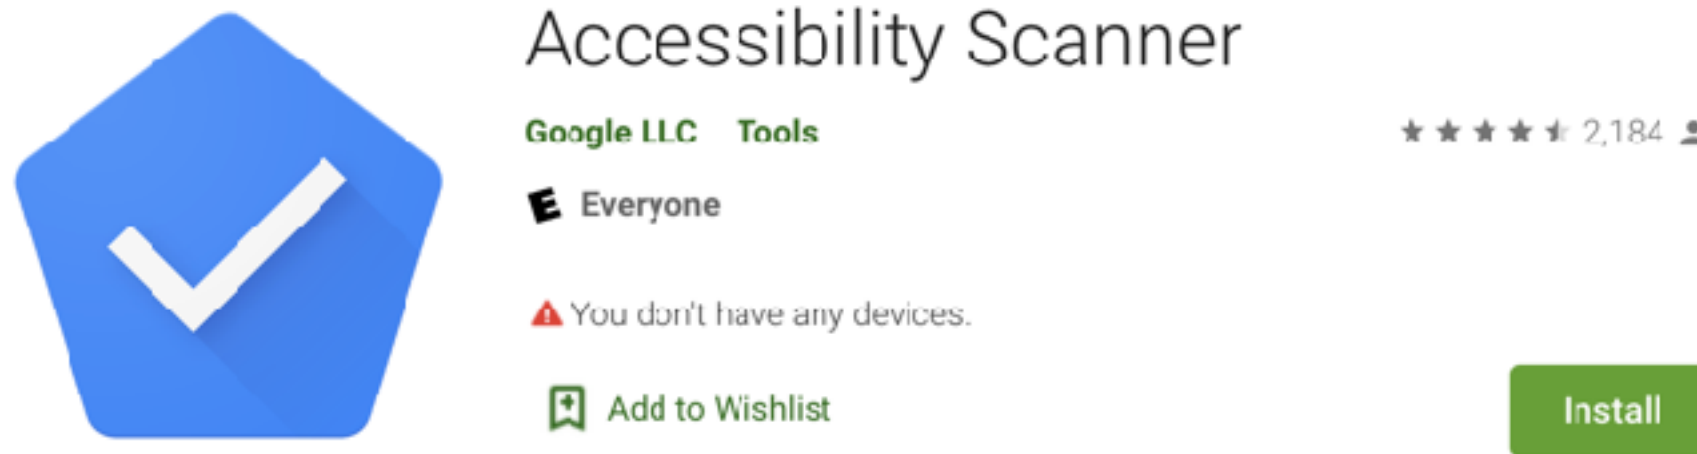 Accessibility Scanner
Google LLC Tools 2,184
E Everyone
You don't have any devices.
Add to Wishlist
Install